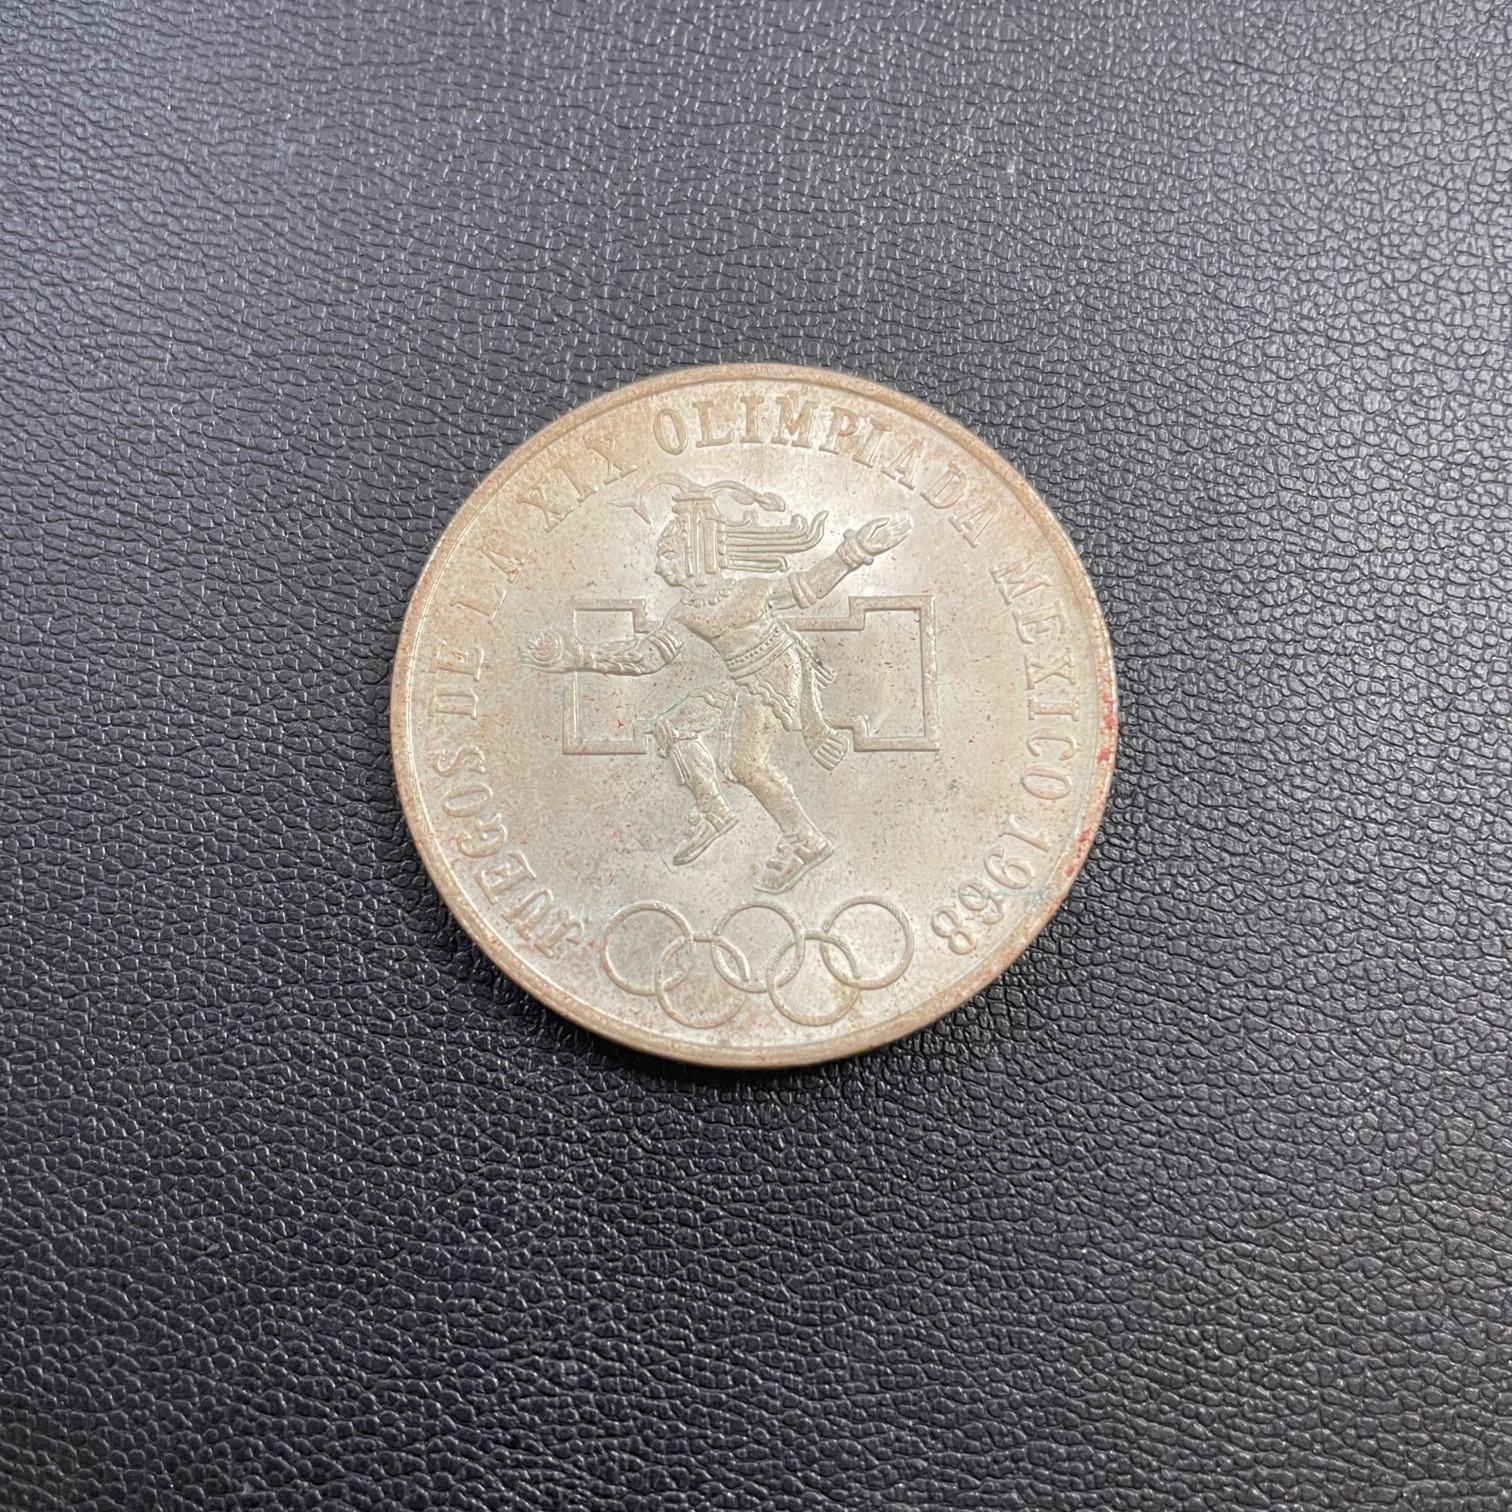 JUEGOS DE LA XIX OLIMPIADA MEXICO 1968